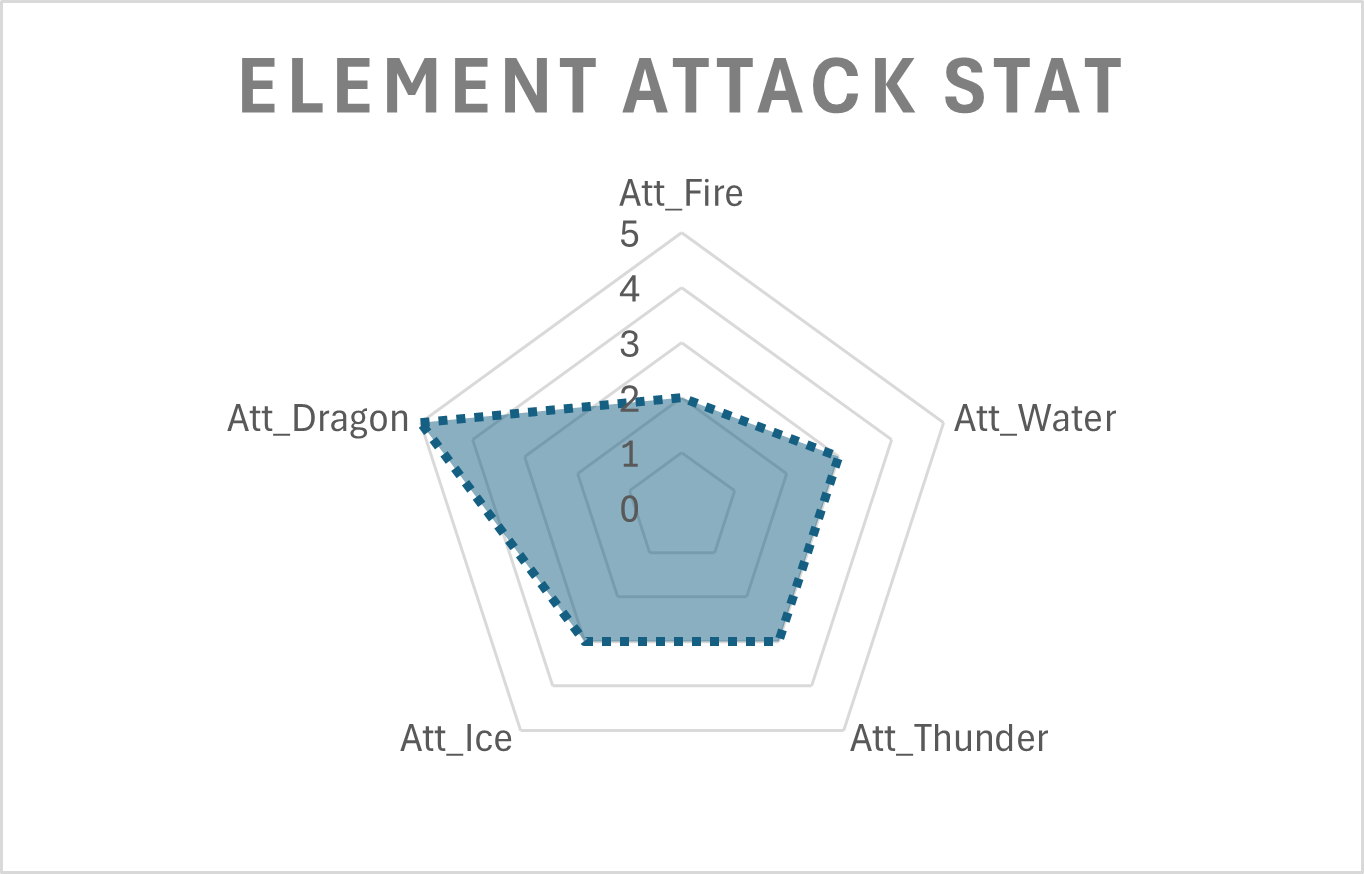 ELEMENT ATTACK STAT
Att_Fire
5
4
3
2
1
0
Att_Dragon
Att_Water
Att_Ice
Att_Thunder